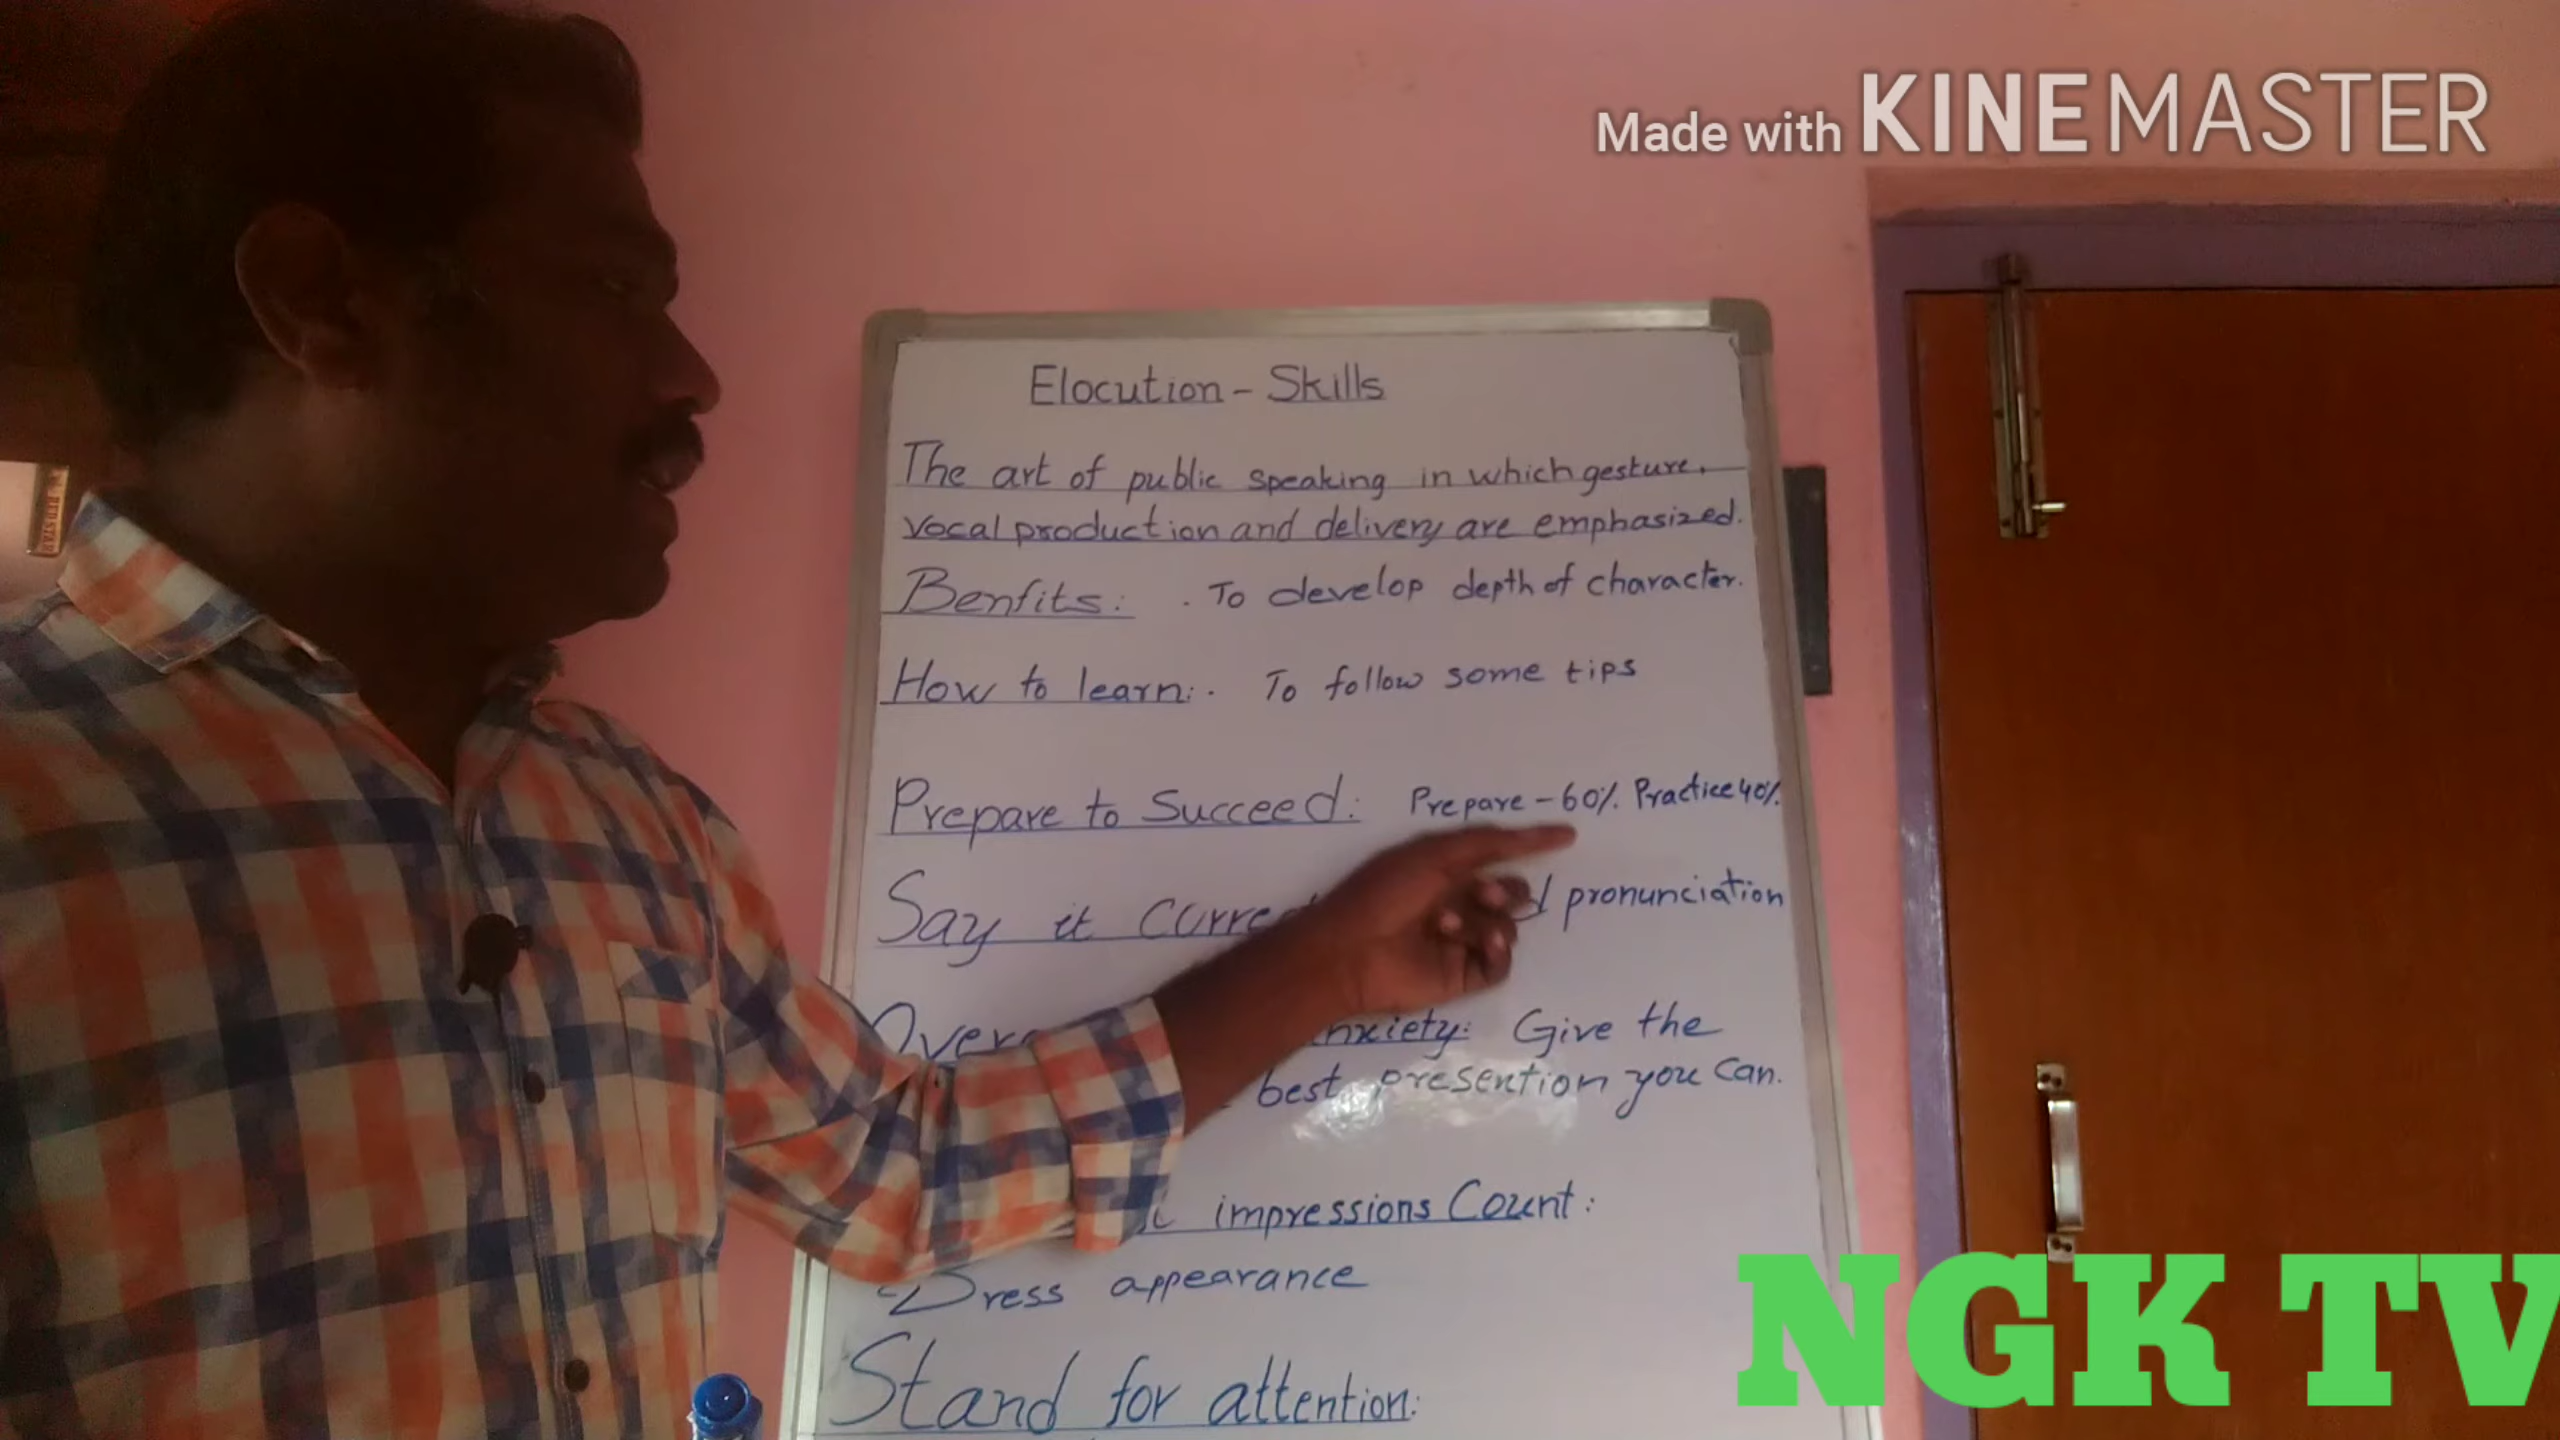 Made with KINEMASTER
Elocution - Skills
The art of public speaking in which gesture,
vocal production and delivery are emphasized.
Benfits: . To develop depth of character.
How to learn: . To follow some tips
Prepare to Succeed: Prepare - 60% Practice 40%
Say it pronunciation
Give the
best presention you can.
impressions Count:
Dress appearance
Stand for attention:
NGK TV